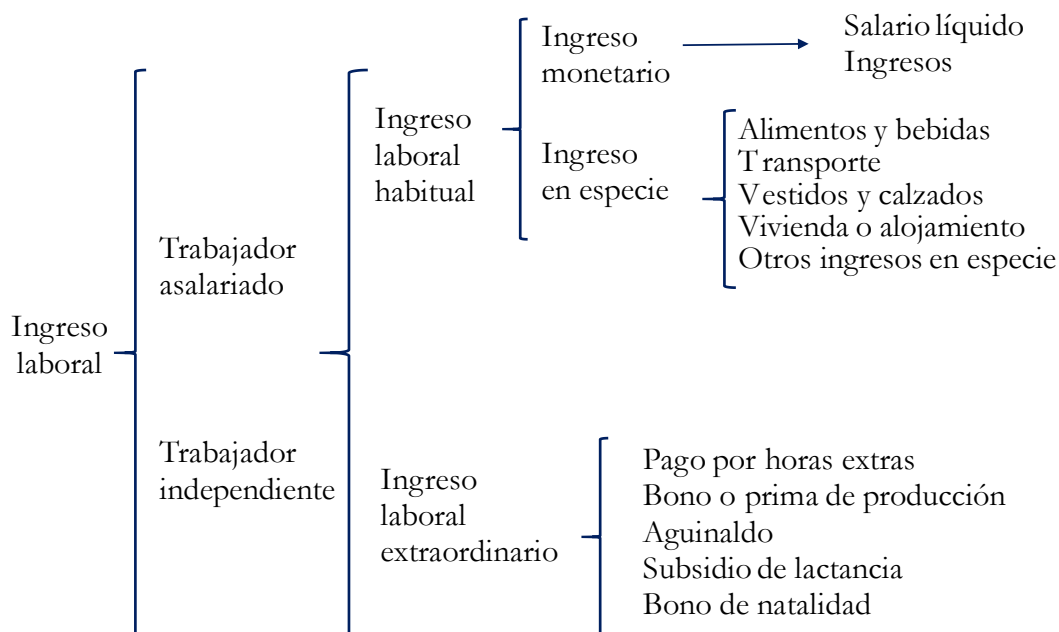 Ingreso
laboral
Trabajador
asalariado
Trabajador
independiente
Ingreso
laboral
habitual
Ingreso
monetario
Salario líquido
Ingresos
Ingreso
en especie
Alimentos y bebidas
Transporte
Vestidos y calzados
Vivienda o alojamiento
Otros ingresos en especie
Ingreso
laboral
extraordinario
Pago por horas extras
Bono o prima de producción
Aguinaldo
Subsidio de lactancia
Bono de natalidad